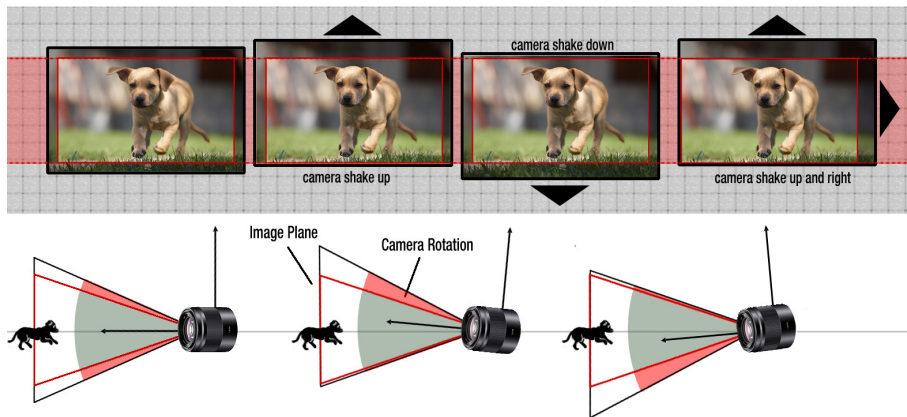 camera shake down
camera shake up
camera shake up and right
Image Plane
Camera Rotation